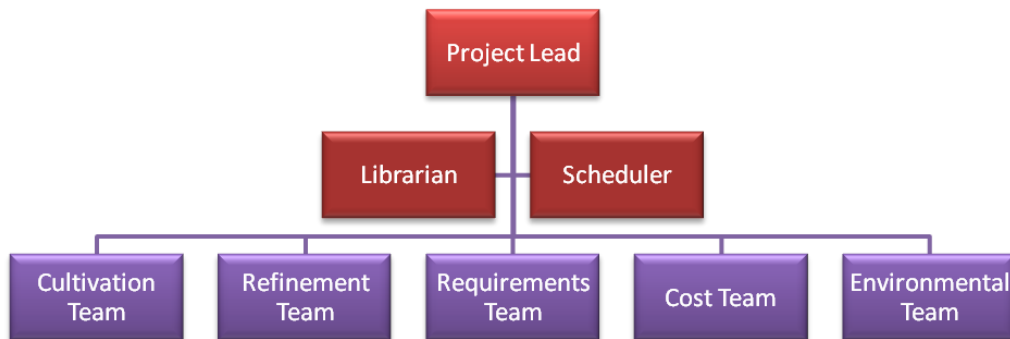 Project Lead
Librarian
Scheduler
Cultivation
Team
Refinement
Team
Requirements
Team
Cost Team
Environmental
Team